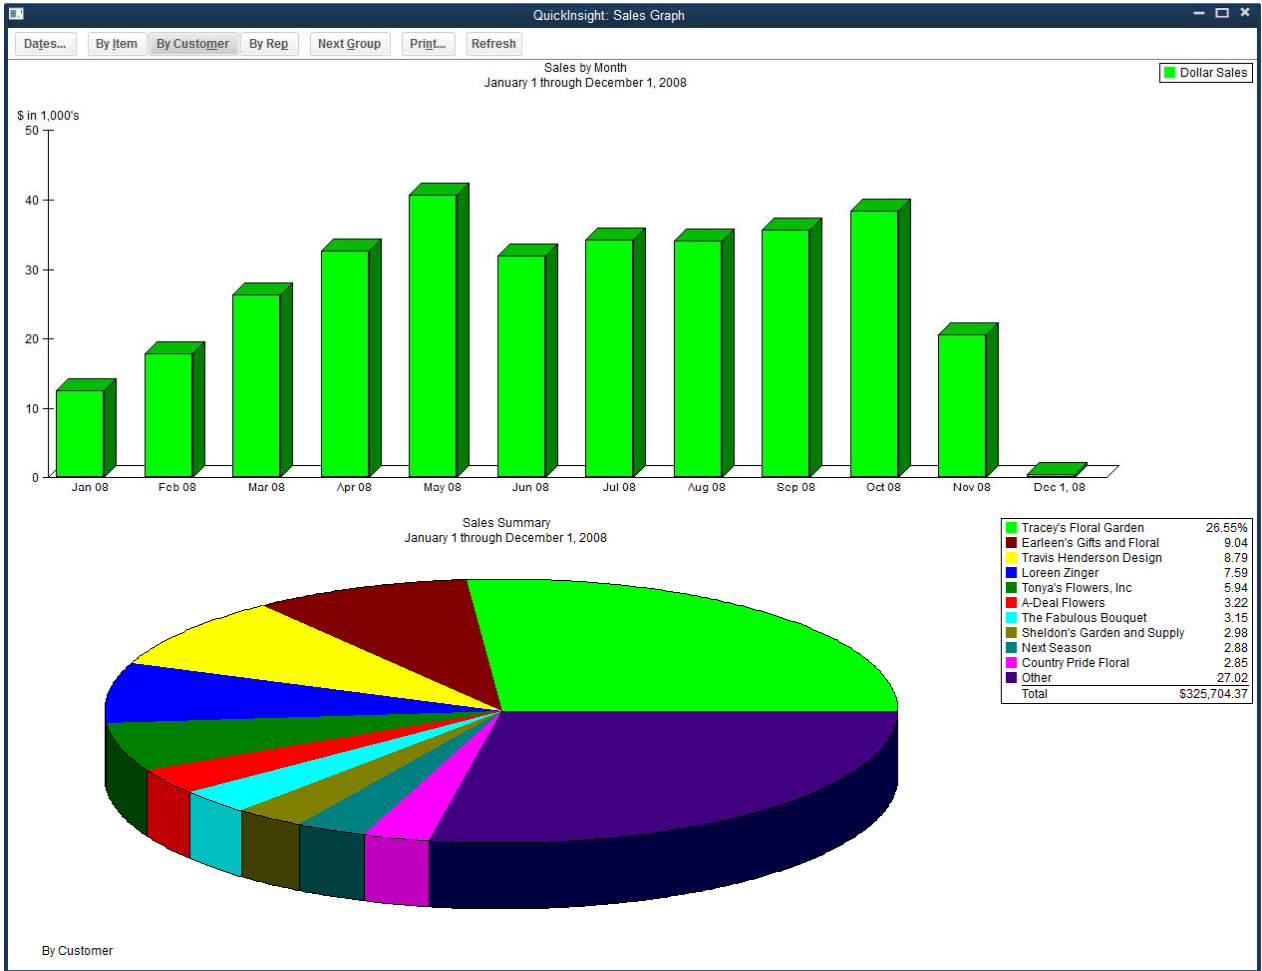 QuickInsight: Sales Graph
Dates... By Item By Customer By Rep Next Group Print... Refresh
Sales by Month
January 1 through December 1, 2008
Dollar Sales
$ in 1,000's
50
40
30
20
10
0
Jan 08 Feb 08 Mar 08 Apr 08 May 08 Jun 08 Jul 08 Aug 08 Sep 08 Oct 08 Nov 08 Dec 1, 08
Sales Summary
January 1 through December 1, 2008
Tracey's Floral Garden 26.55%
Earleen's Gifts and Floral 9.04
Travis Henderson Design 8.79
Loreen Zinger 7.59
Tonya's Flowers, Inc 5.94
A-Deal Flowers 3.22
The Fabulous Bouquet 3.15
Sheldon's Garden and Supply 2.98
Next Season 2.88
Country Pride Floral 2.85
Other 27.02
Total $325,704.37
By Customer